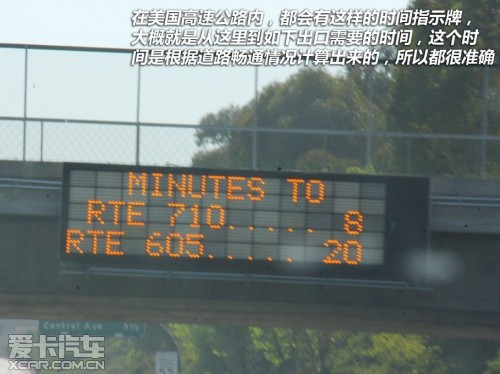 在美国高速公路内，都会有这样的时间指示牌，
大概就是从这里到如下出口需要的时间，这个时
间是根据道路畅通情况计算出来的，所以都很准确
MINUTES TO
RTE 710..... 8
RTE 605..... 20
Central Ave 3¼
爱卡汽车
XCAR.COM.CN